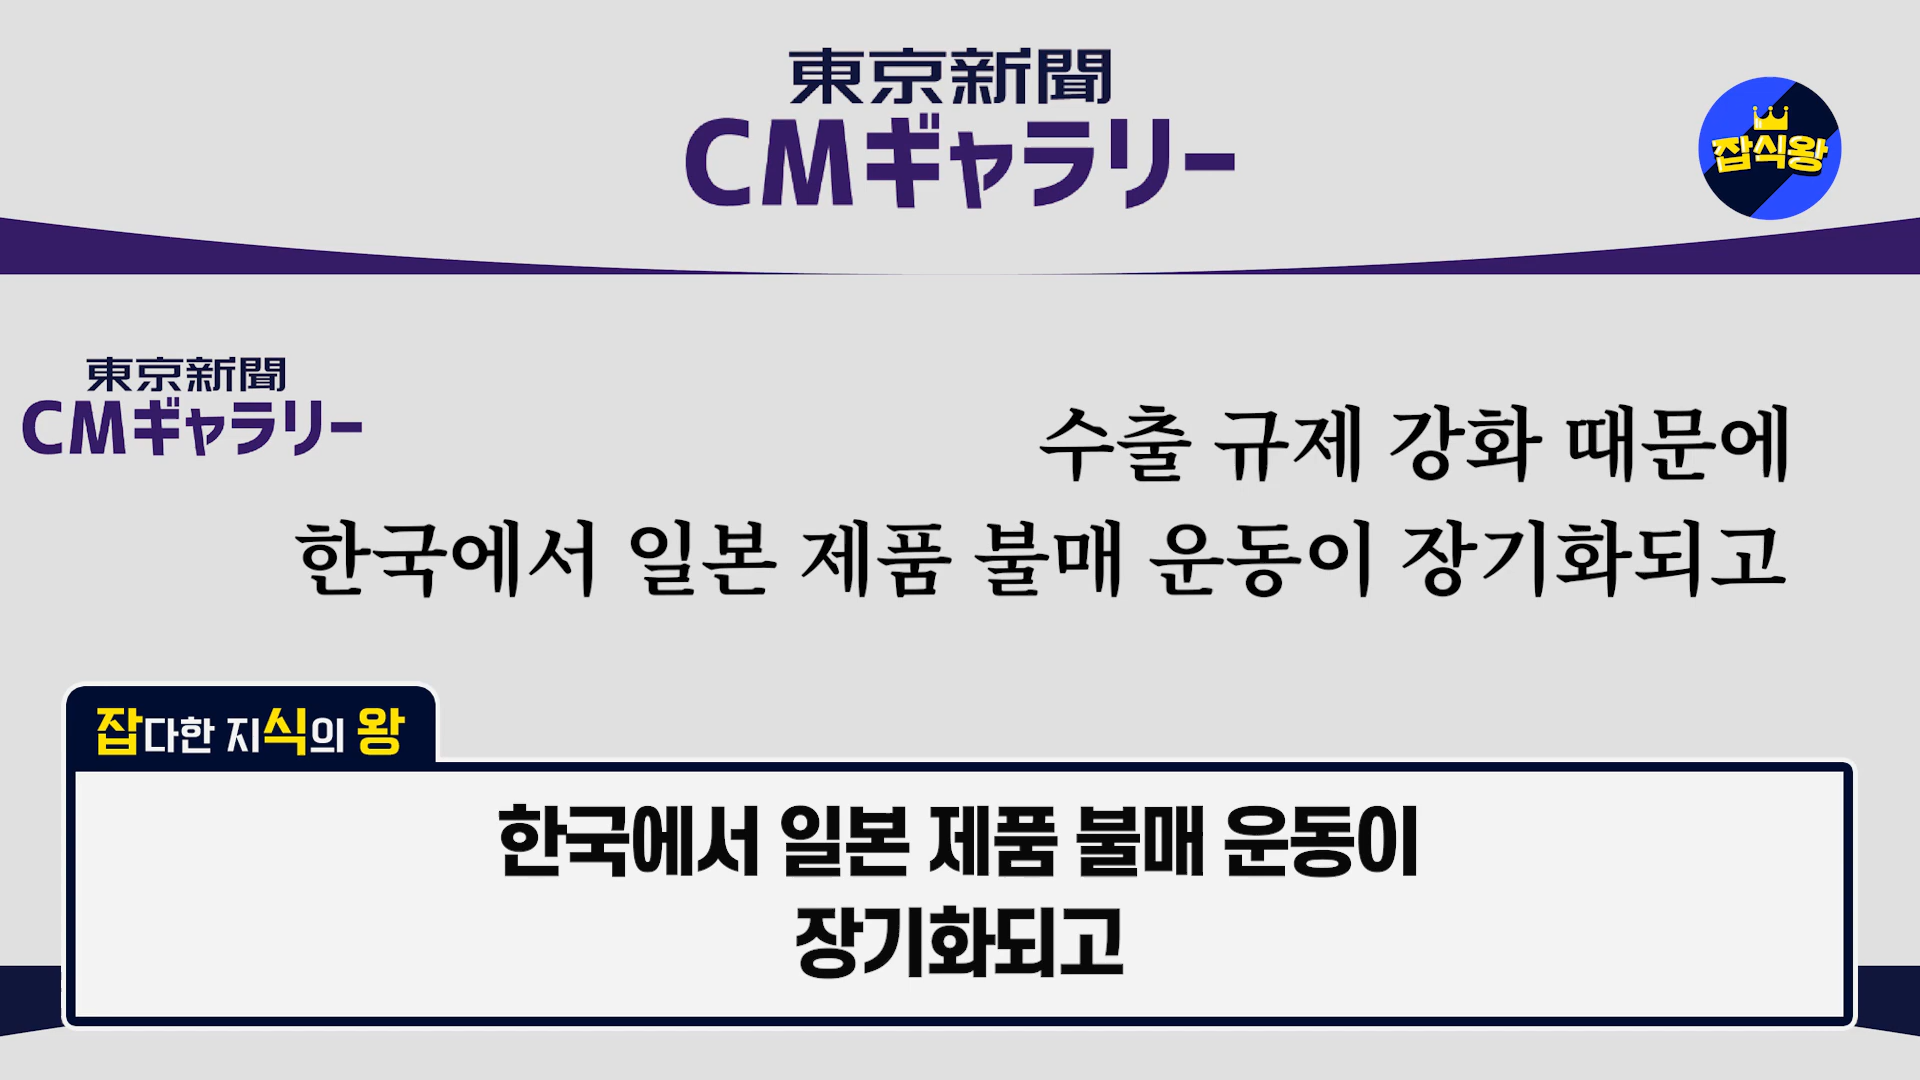 東京新聞
CMギャラリー
잡식왕
東京新聞
CMギャラリー
수출 규제 강화 때문에
한국에서 일본 제품 불매 운동이 장기화되고
잡다한 지식의 왕
한국에서 일본 제품 불매 운동이
장기화되고